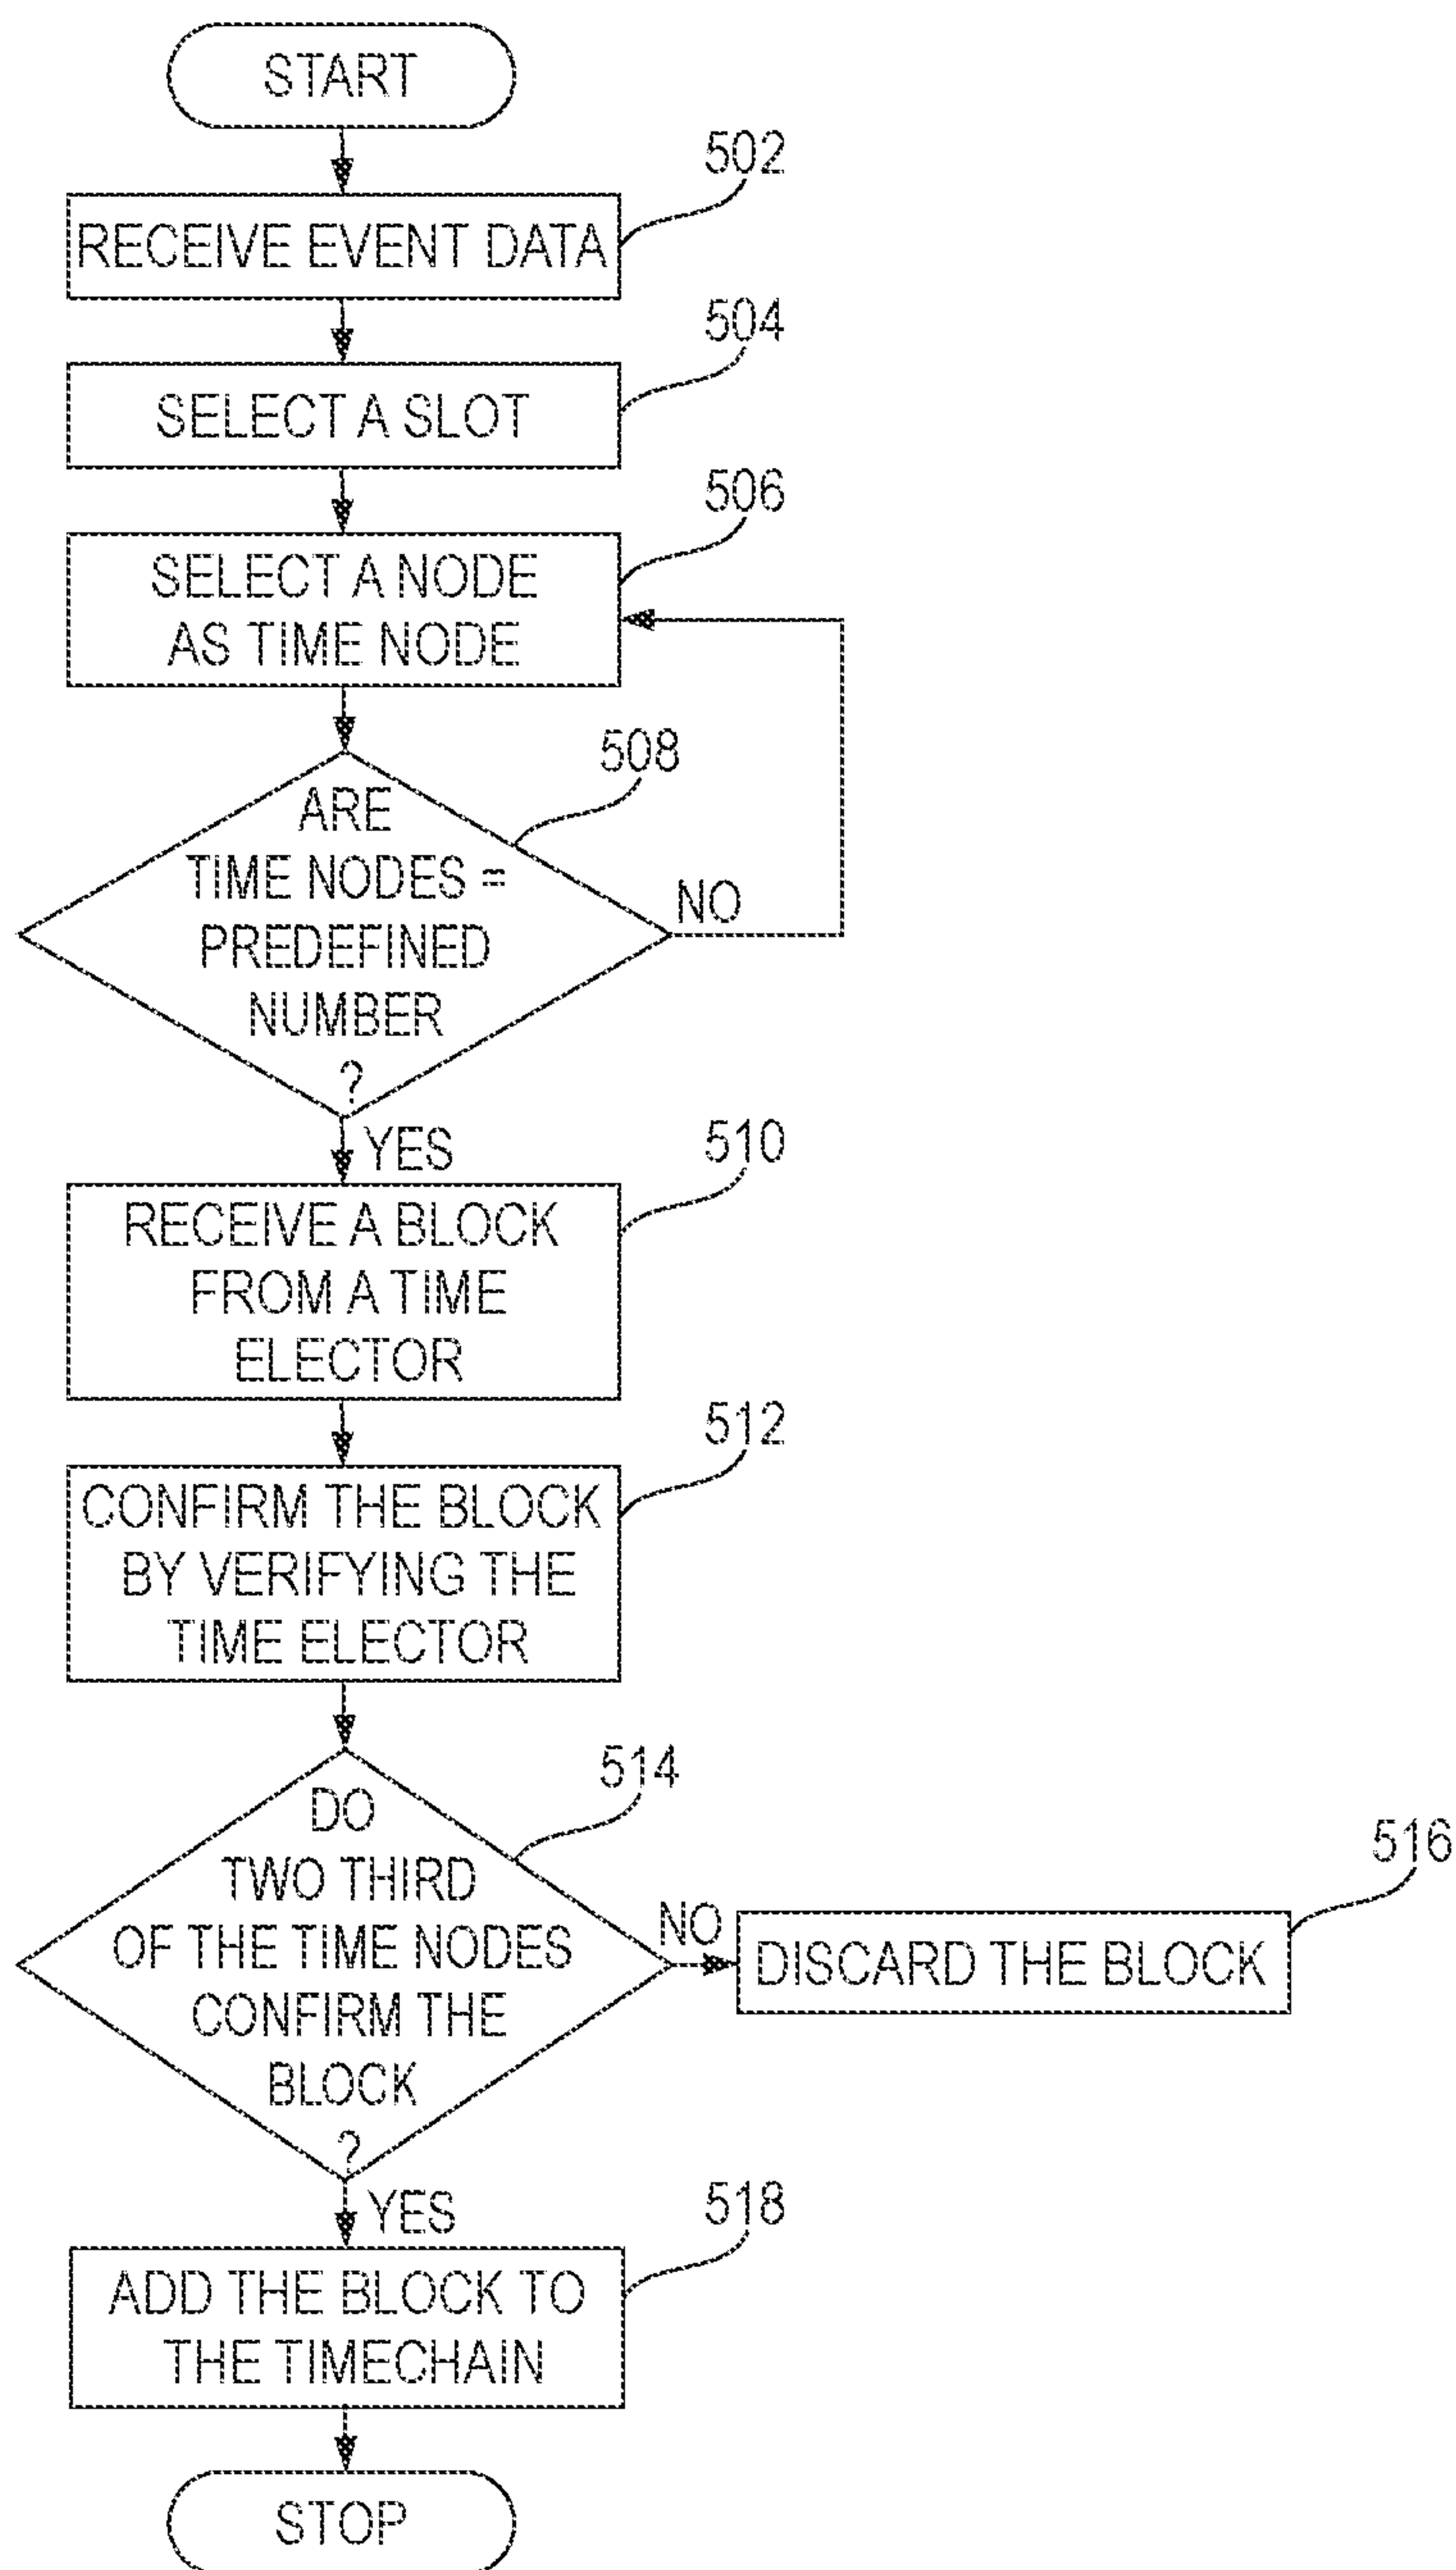 START
502
RECEIVE EVENT DATA
504
SELECT A SLOT
506
SELECT A NODE
AS TIME NODE
508
ARE
TIME NODES =
PREDEFINED
NUMBER
?
NO
YES
510
RECEIVE A BLOCK
FROM A TIME
ELECTOR
512
CONFIRM THE BLOCK
BY VERIFYING THE
TIME ELECTOR
514
DO
TWO THIRD
OF THE TIME NODES
CONFIRM THE
BLOCK
?
NO
516
DISCARD THE BLOCK
YES
518
ADD THE BLOCK TO
THE TIMECHAIN
STOP